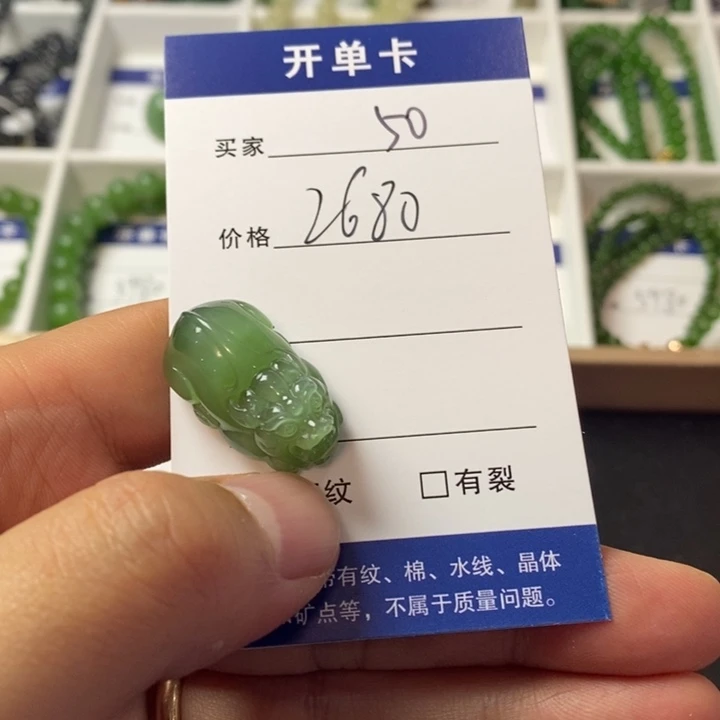 开单卡
买家 50
价格 2680
纹 □有裂
有纹、棉、水线、晶体
矿点等，不属于质量问题。